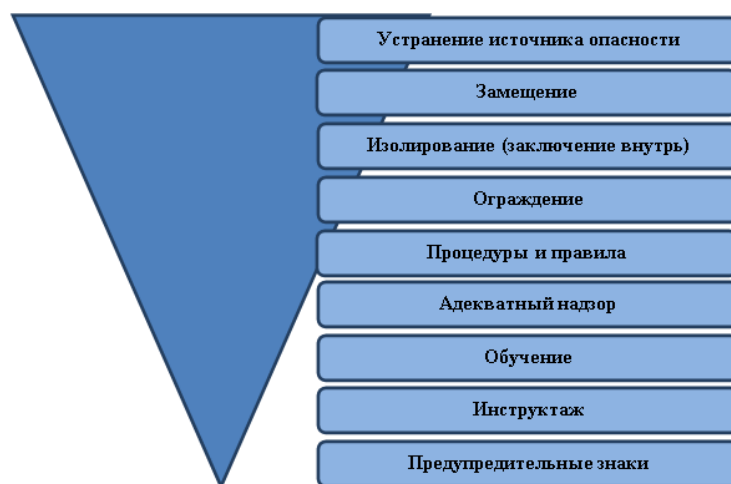 Устранение источника опасности
Замещение
Изолирование (заключение внутрь)
Ограждение
Процедуры и правила
Адекватный надзор
Обучение
Инструктаж
Предупредительные знаки